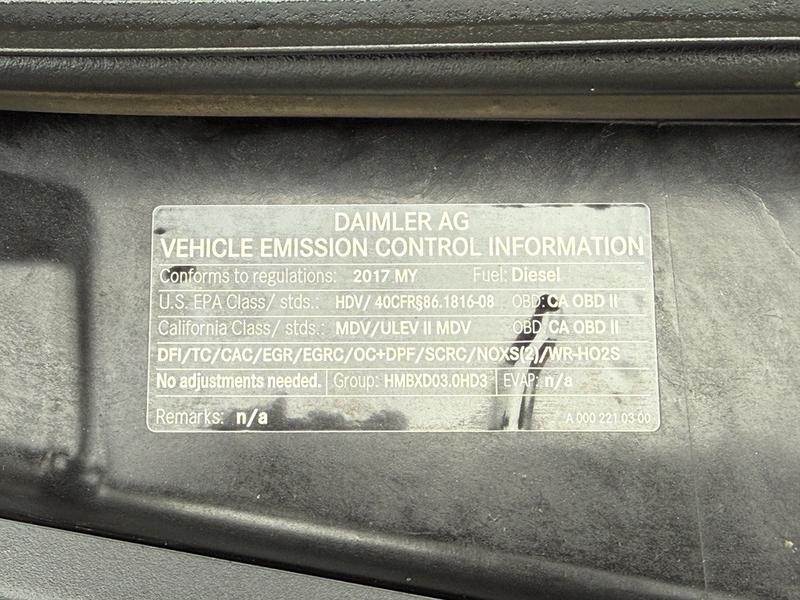 DAIMLER AG
VEHICLE EMISSION CONTROL INFORMATION
Conforms to regulations: 2017 MY Fuel: Diesel
U.S. EPA Class/ stds.: HDV/ 40CFR§86.1816-08 OBD: CA OBD II
California Class/ stds.: MDV/ULEV II MDV OBD: CA OBD II
DFI/TC/CAC/EGR/EGRC/OC+DPF/SCRC/NOXS(2)/WR-HO2S
No adjustments needed. Group: HMBXD03.0HD3 EVAP: n/a
Remarks: n/a A 000 221 03 00